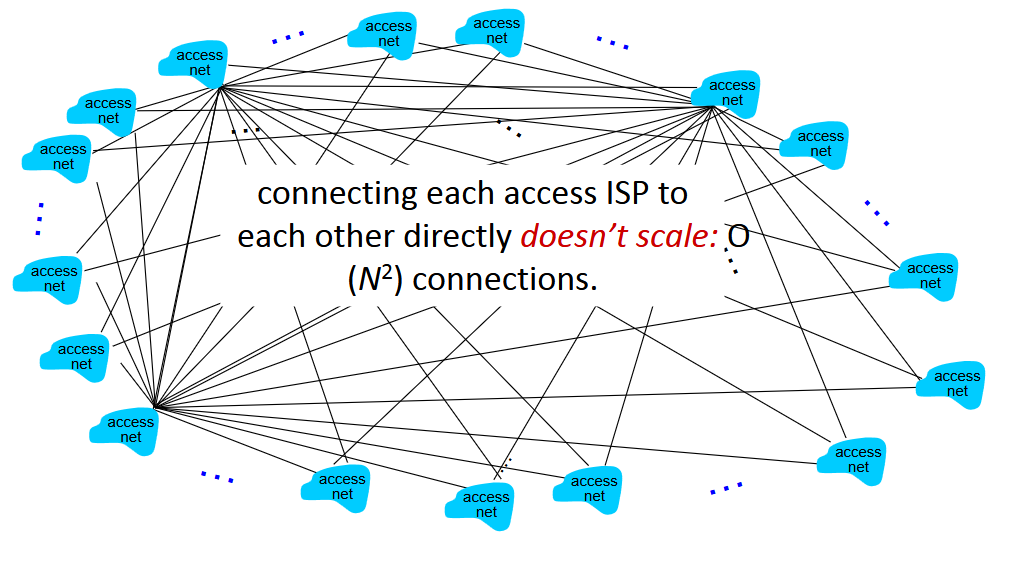 access
net
access
net
access
net
access
net
access
net
access
net
access
net
connecting each access ISP to
each other directly doesn’t scale: O
(N²) connections.
access
net
access
net
access
net
access
net
access
net
access
net
access
net
access
net
access
net